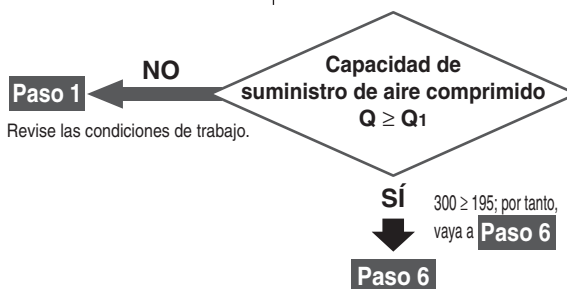 Capacidad de
suministro de aire comprimido
Q ≥ Q1
NO
Paso 1
Revise las condiciones de trabajo.
SÍ
300 ≥ 195; por tanto,
vaya a Paso 6
Paso 6